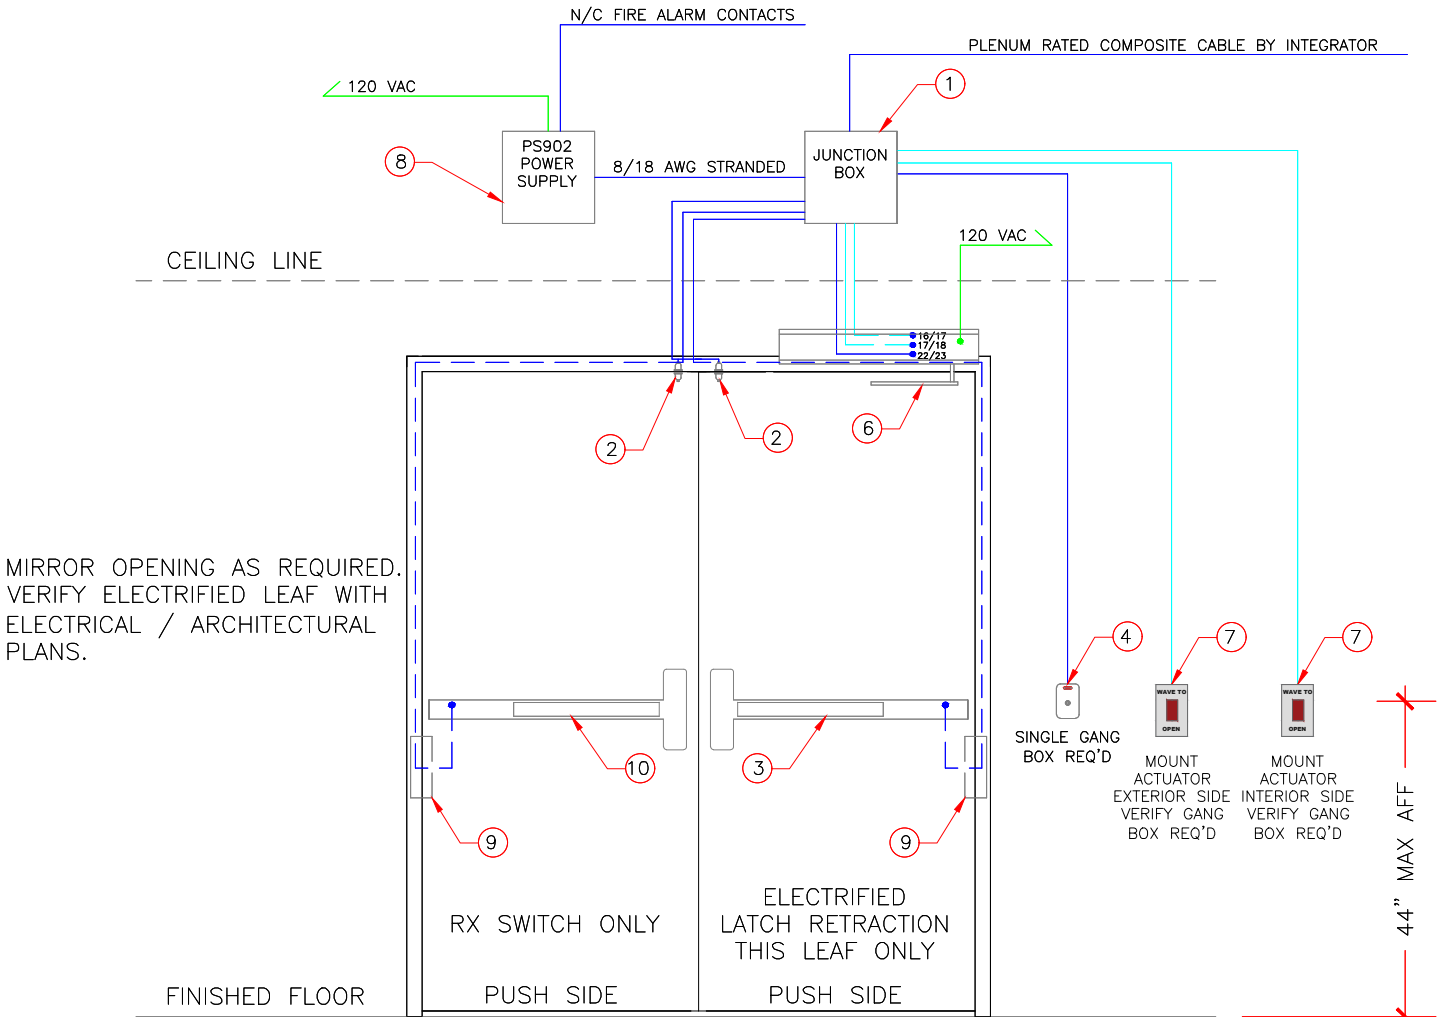 N/C FIRE ALARM CONTACTS
PLENUM RATED COMPOSITE CABLE BY INTEGRATOR
120 VAC
1
PS902
POWER
SUPPLY
8
8/18 AWG STRANDED
JUNCTION
BOX
120 VAC
CEILING LINE
16/17
17/18
22/23
2
2
6
MIRROR OPENING AS REQUIRED.
VERIFY ELECTRIFIED LEAF WITH
ELECTRICAL / ARCHITECTURAL
PLANS.
4
7
7
WAVE TO
OPEN
WAVE TO
OPEN
SINGLE GANG
BOX REQ'D
MOUNT
ACTUATOR
EXTERIOR SIDE
VERIFY GANG
BOX REQ'D
MOUNT
ACTUATOR
INTERIOR SIDE
VERIFY GANG
BOX REQ'D
10
3
9
9
44" MAX AFF
RX SWITCH ONLY
ELECTRIFIED
LATCH RETRACTION
THIS LEAF ONLY
FINISHED FLOOR
PUSH SIDE
PUSH SIDE